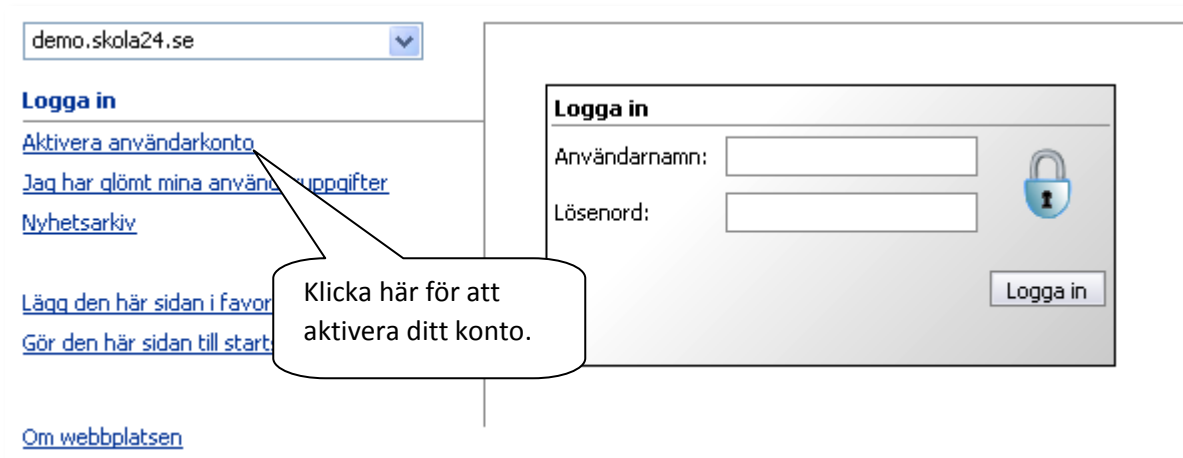 demo.skola24.se
Logga in
Aktivera användarkonto
Jag har glömt mina användaruppgifter
Nyhetsarkiv
Lägg den här sidan i favor
Gör den här sidan till starts
Om webbplatsen
Klicka här för att
aktivera ditt konto.
Logga in
Användarnamn:
Lösenord:
Logga in